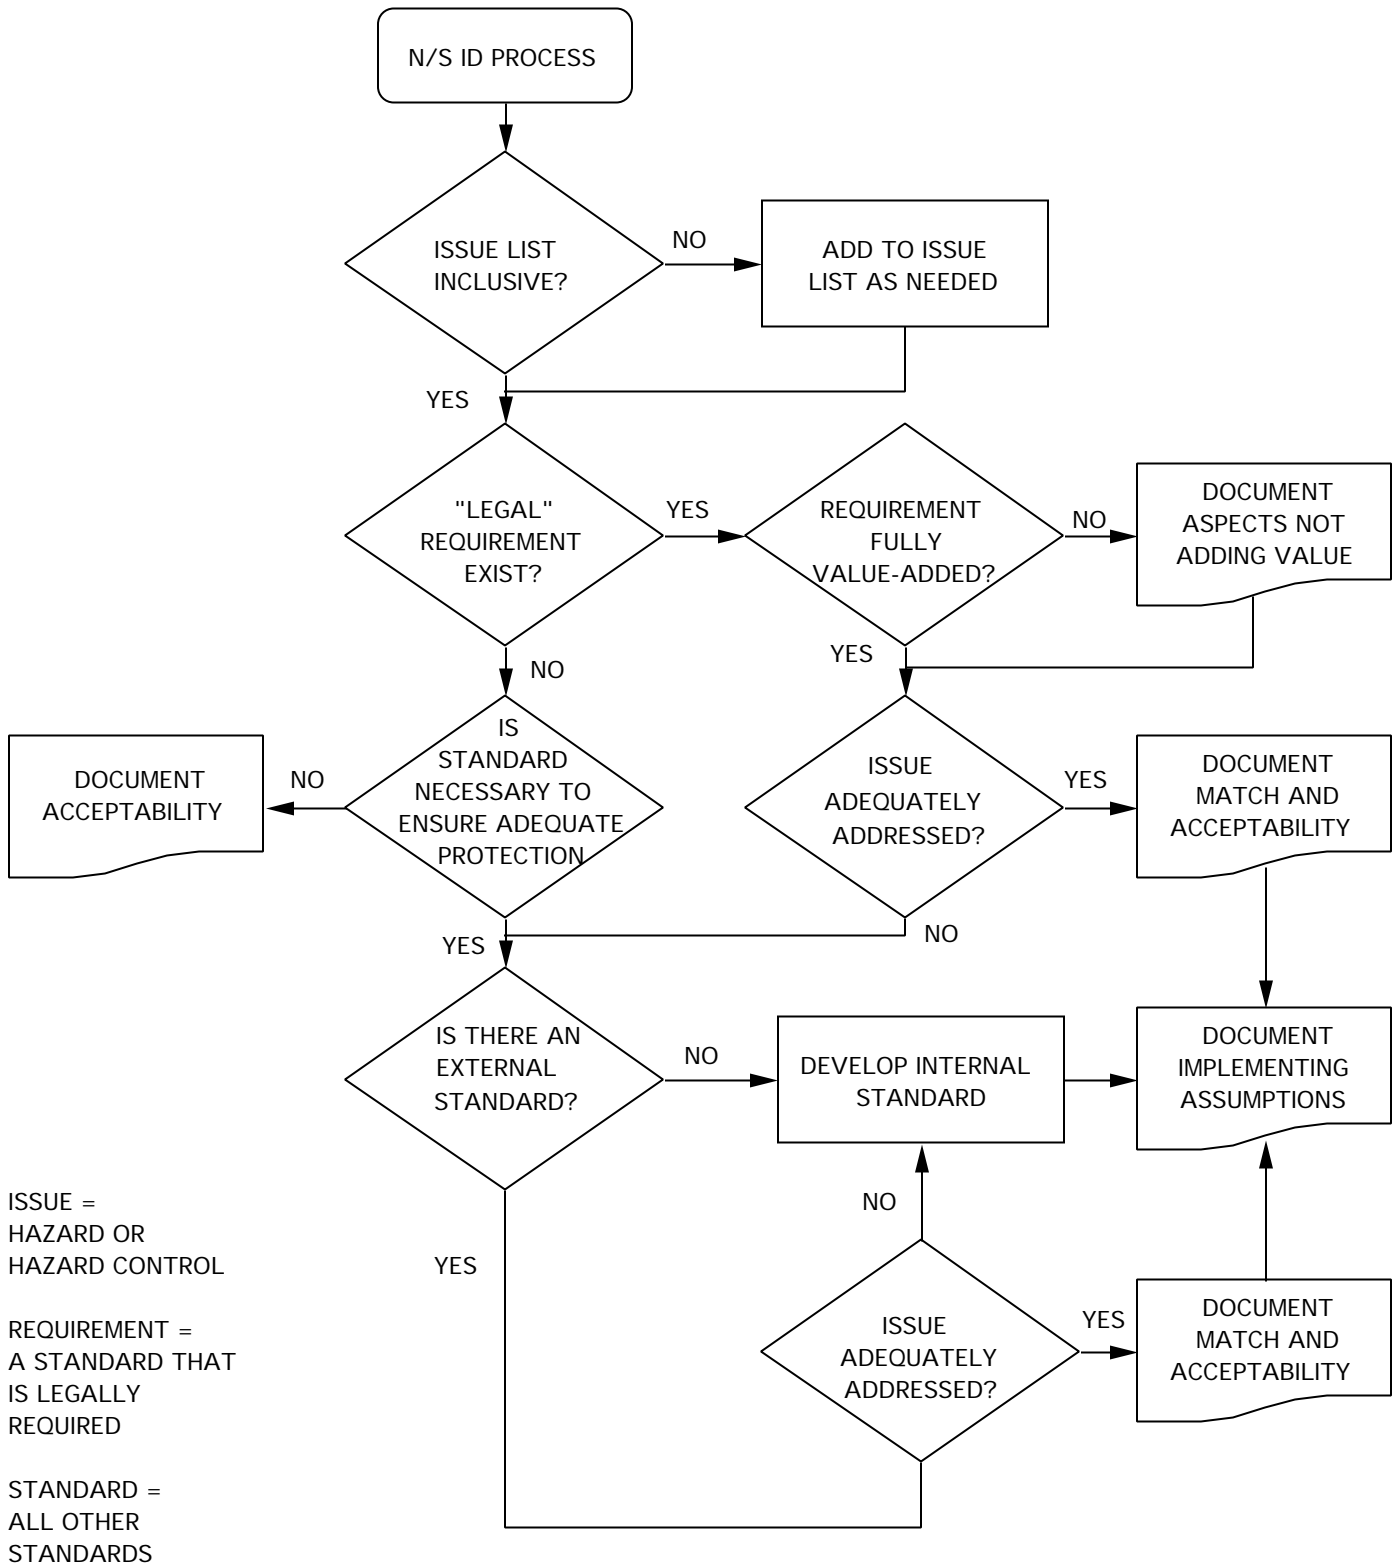 N/S ID PROCESS
ISSUE LIST
INCLUSIVE?
NO
ADD TO ISSUE
LIST AS NEEDED
YES
"LEGAL"
REQUIREMENT
EXIST?
YES
REQUIREMENT
FULLY
VALUE-ADDED?
NO
DOCUMENT
ASPECTS NOT
ADDING VALUE
NO
YES
DOCUMENT
ACCEPTABILITY
NO
IS
STANDARD
NECESSARY TO
ENSURE ADEQUATE
PROTECTION
ISSUE
ADEQUATELY
ADDRESSED?
YES
DOCUMENT
MATCH AND
ACCEPTABILITY
YES
NO
IS THERE AN
EXTERNAL
STANDARD?
NO
DEVELOP INTERNAL
STANDARD
DOCUMENT
IMPLEMENTING
ASSUMPTIONS
YES
NO
ISSUE
ADEQUATELY
ADDRESSED?
YES
DOCUMENT
MATCH AND
ACCEPTABILITY
ISSUE =
HAZARD OR
HAZARD CONTROL
REQUIREMENT =
A STANDARD THAT
IS LEGALLY
REQUIRED
STANDARD =
ALL OTHER
STANDARDS